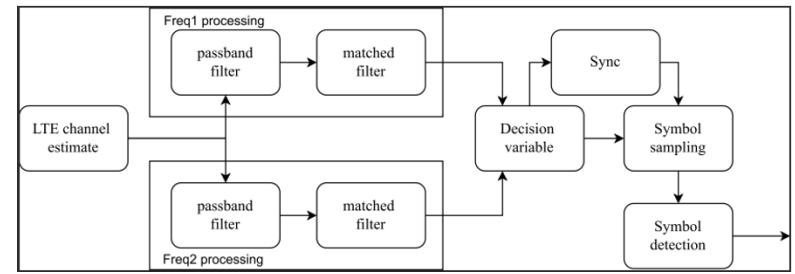 Freq1 processing
passband
filter
matched
filter
Sync
LTE channel
estimate
Decision
variable
Symbol
sampling
passband
filter
matched
filter
Symbol
detection
Freq2 processing